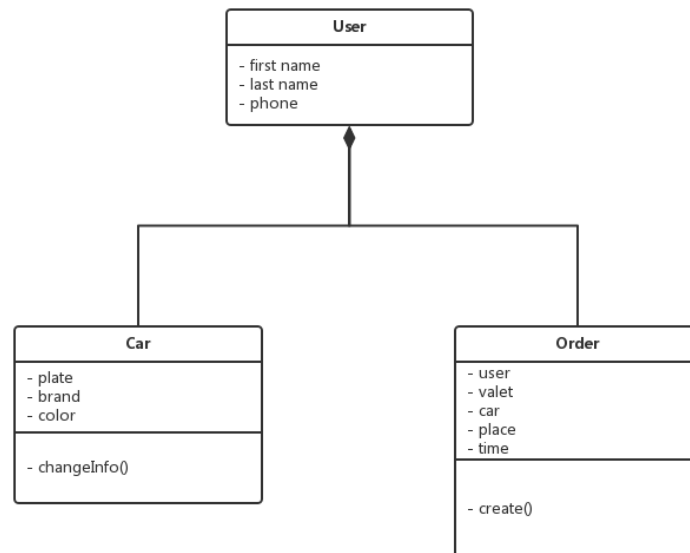 User
- first name
- last name
- phone
Car
- plate
- brand
- color
- changeInfo()
Order
- user
- valet
- car
- place
- time
- create()